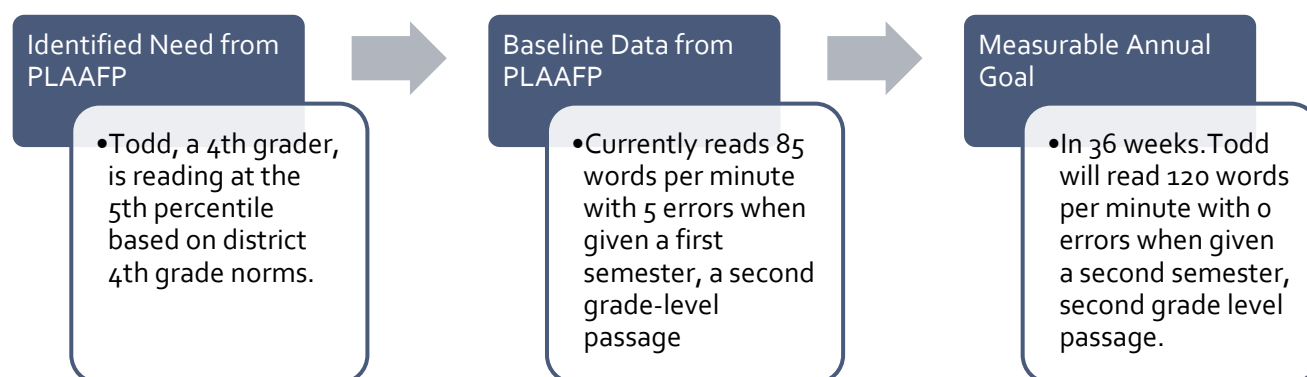 Identified Need from
PLAAFP
•Todd, a 4th grader,
is reading at the
5th percentile
based on district
4th grade norms.
Baseline Data from
PLAAFP
•Currently reads 85
words per minute
with 5 errors when
given a first
semester, a second
grade-level
passage
Measurable Annual
Goal
•In 36 weeks.Todd
will read 120 words
per minute with 0
errors when given
a second semester,
second grade level
passage.